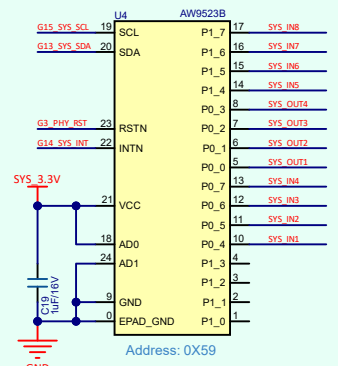 U4 AW9523B
G15_SYS_SCL 19 SCL P1_7 17 SYS_IN8
G13_SYS_SDA 20 SDA P1_6 16 SYS_IN7
P1_5 15 SYS_IN6
P1_4 14 SYS_IN5
P0_3 8 SYS_OUT4
G3_PHY_RST 23 RSTN P0_2 7 SYS_OUT3
G14_SYS_INT 22 INTN P0_1 6 SYS_OUT2
P0_0 5 SYS_OUT1
SYS_3.3V P0_7 13 SYS_IN4
21 VCC P0_6 12 SYS_IN3
P0_5 11 SYS_IN2
18 AD0 P0_4 10 SYS_IN1
24 AD1 P1_3 4
P1_2 3
C19
1uF/16V
9 GND P1_1 2
0 EPAD_GND P1_0 1
Address: 0X59
GND